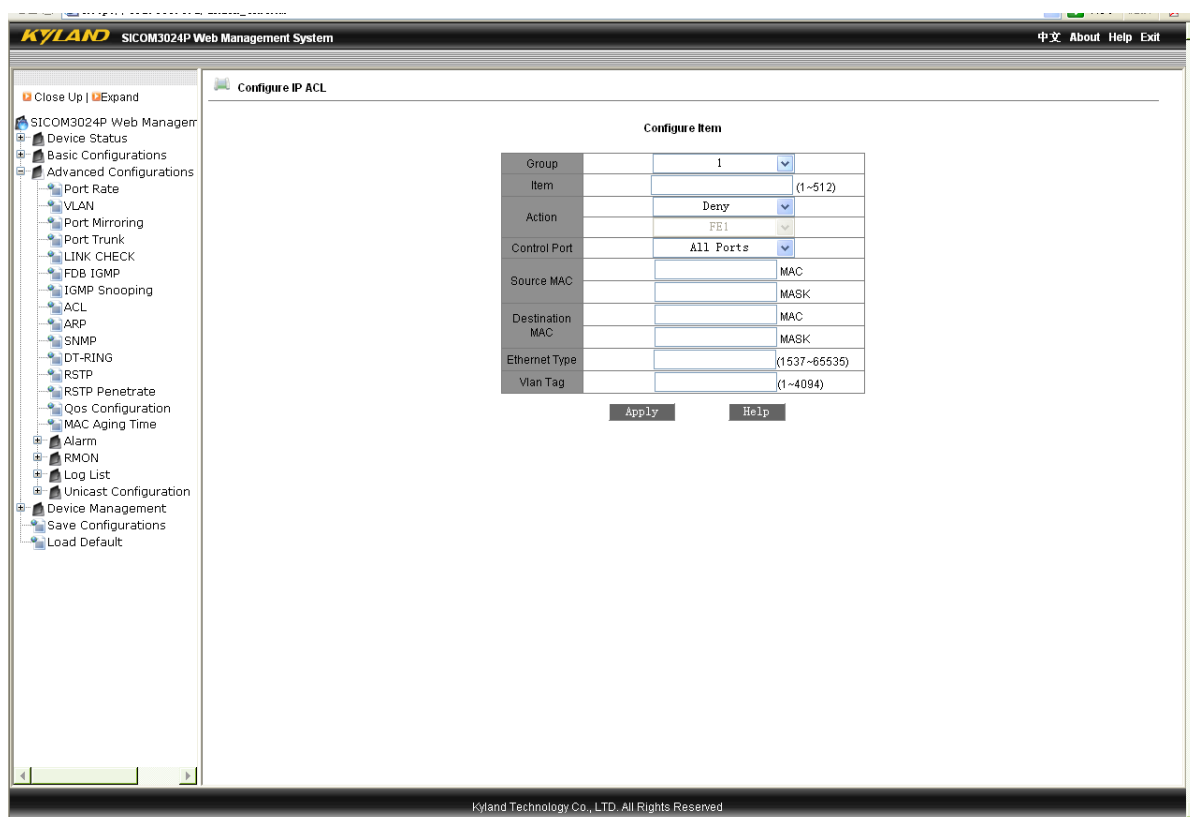 KYLAND SICOM3024P Web Management System
中文 About Help Exit
Close Up | Expand
SICOM3024P Web Managem
Device Status
Basic Configurations
Advanced Configurations
Port Rate
VLAN
Port Mirroring
Port Trunk
LINK CHECK
FDB IGMP
IGMP Snooping
ACL
ARP
SNMP
DT-RING
RSTP
RSTP Penetrate
Qos Configuration
MAC Aging Time
Alarm
RMON
Log List
Unicast Configuration
Device Management
Save Configurations
Load Default
Configure IP ACL
Configure Item
Group 1
Item (1~512)
Action Deny
FE1
Control Port All Ports
Source MAC MAC
MASK
Destination MAC
MAC MASK
Ethernet Type (1537~65535)
Vlan Tag (1~4094)
Apply Help
Kyland Technology Co., LTD. All Rights Reserved